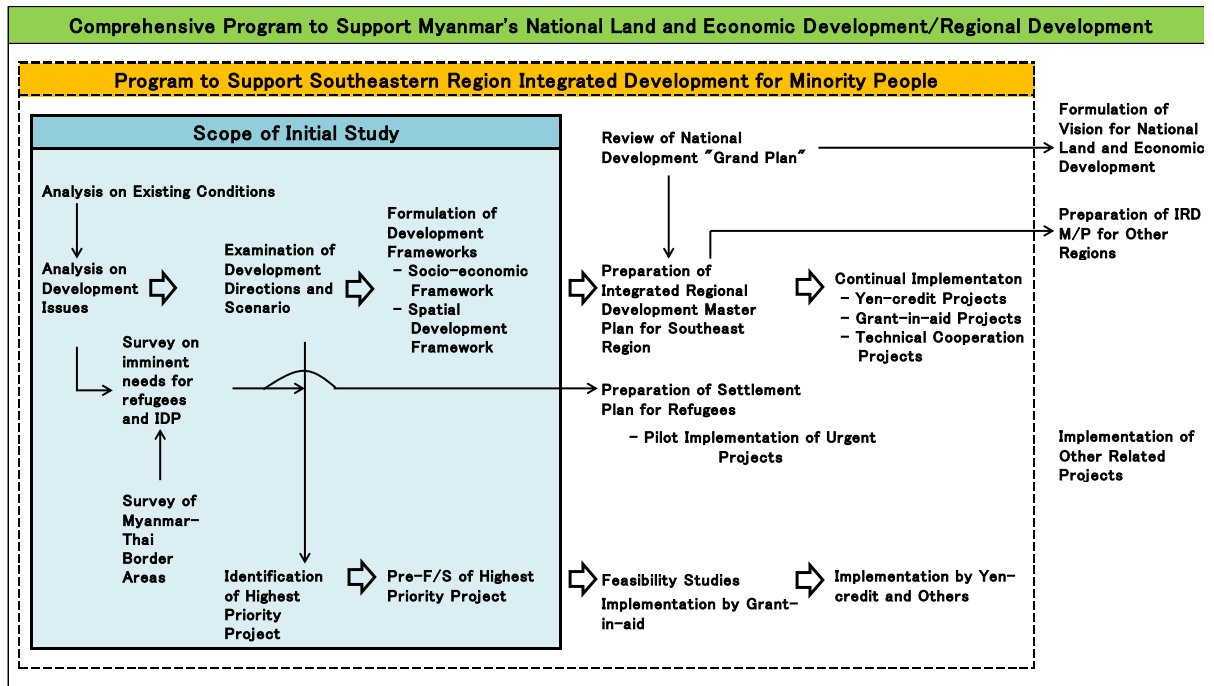 Comprehensive Program to Support Myanmar's National Land and Economic Development/Regional Development
Program to Support Southeastern Region Integrated Development for Minority People
Scope of Initial Study
Analysis on Existing Conditions
Analysis on
Development
Issues
Survey on
imminent
needs for
refugees
and IDP
Survey of
Myanmar-
Thai
Border
Areas
Examination of
Development
Directions and
Scenario
Formulation of
Development
Frameworks
- Socio-economic
Framework
- Spatial
Development
Framework
Identification
of Highest
Priority
Project
Pre-F/S of Highest
Priority Project
Review of National
Development "Grand Plan"
Preparation of
Integrated Regional
Development Master
Plan for Southeast
Region
Continual Implementaton
- Yen-credit Projects
- Grant-in-aid Projects
- Technical Cooperation
Projects
Preparation of Settlement
Plan for Refugees
- Pilot Implementation of Urgent
Projects
Feasibility Studies
Implementation by Grant-
in-aid
Implementation by Yen-
credit and Others
Formulation of
Vision for National
Land and Economic
Development
Preparation of IRD
M/P for Other
Regions
Implementation of
Other Related
Projects